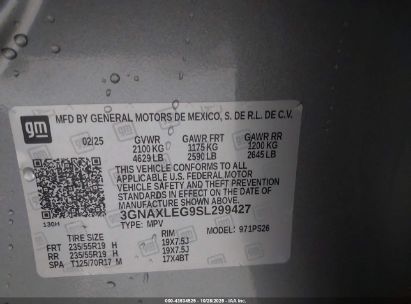 gm
MFD BY GENERAL MOTORS DE MEXICO, S. DE R.L. DE C.V.
02/25 GVWR GAWR FRT GAWR RR
2100 KG 1175 KG 1200 KG
4629 LB 2590 LB 2645 LB
THIS VEHICLE CONFORMS TO ALL
APPLICABLE U.S. FEDERAL MOTOR
VEHICLE SAFETY AND THEFT PREVENTION
STANDARDS IN EFFECT ON THE DATE OF
MANUFACTURE SHOWN ABOVE.
3GNAXLEG9SL299427
TYPE: MPV MODEL: 971PS26
130H
TIRE SIZE RIM
FRT 235/55R19 H 19X7.5J
RR 235/55R19 H 19X7.5J
SPA T125/70R17 M 17X4BT